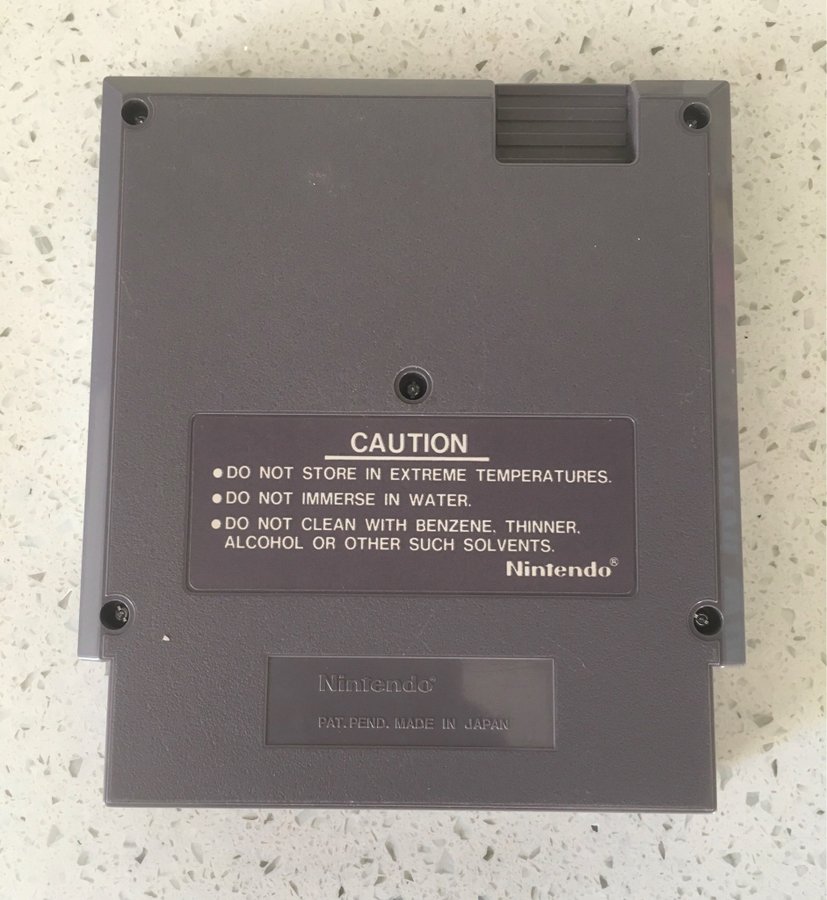 CAUTION
● DO NOT STORE IN EXTREME TEMPERATURES.
● DO NOT IMMERSE IN WATER.
● DO NOT CLEAN WITH BENZENE, THINNER,
ALCOHOL OR OTHER SUCH SOLVENTS.
Nintendo®
Nintendo®
PAT.PEND. MADE IN JAPAN